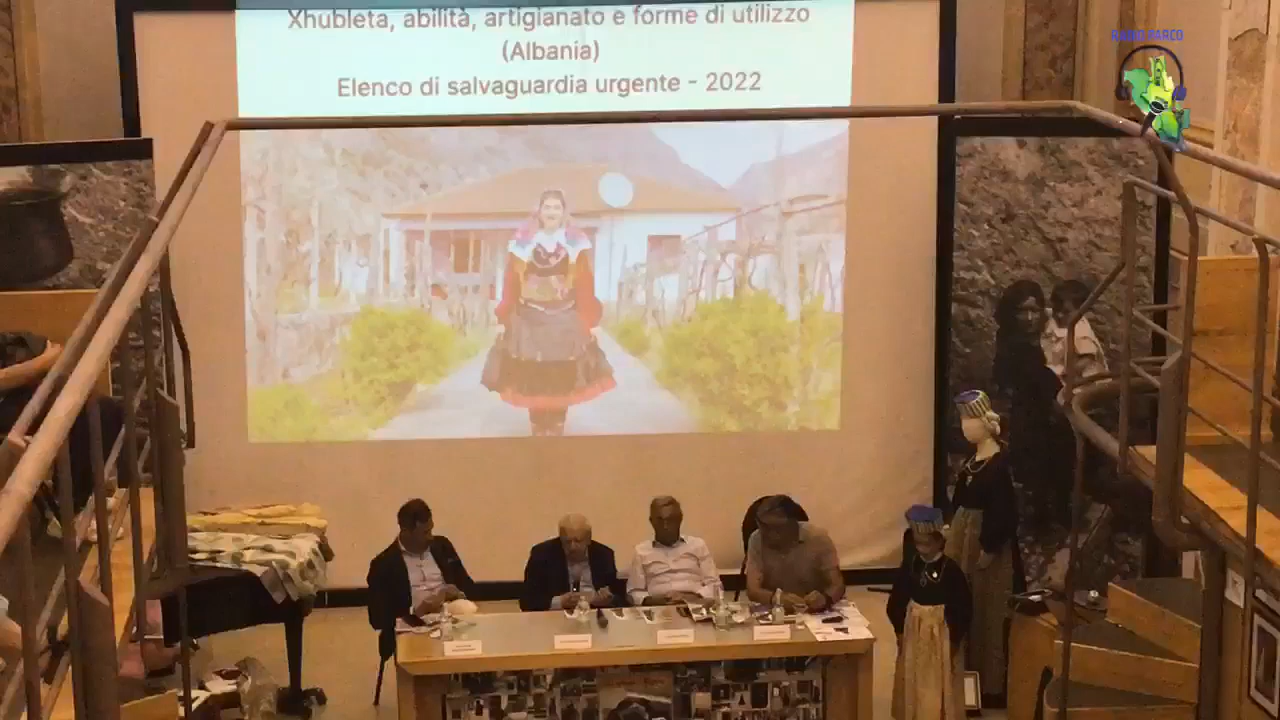 Xhubleta, abilità, artigianato e forme di utilizzo
(Albania)
Elenco di salvaguardia urgente - 2022
RADIO PARCO